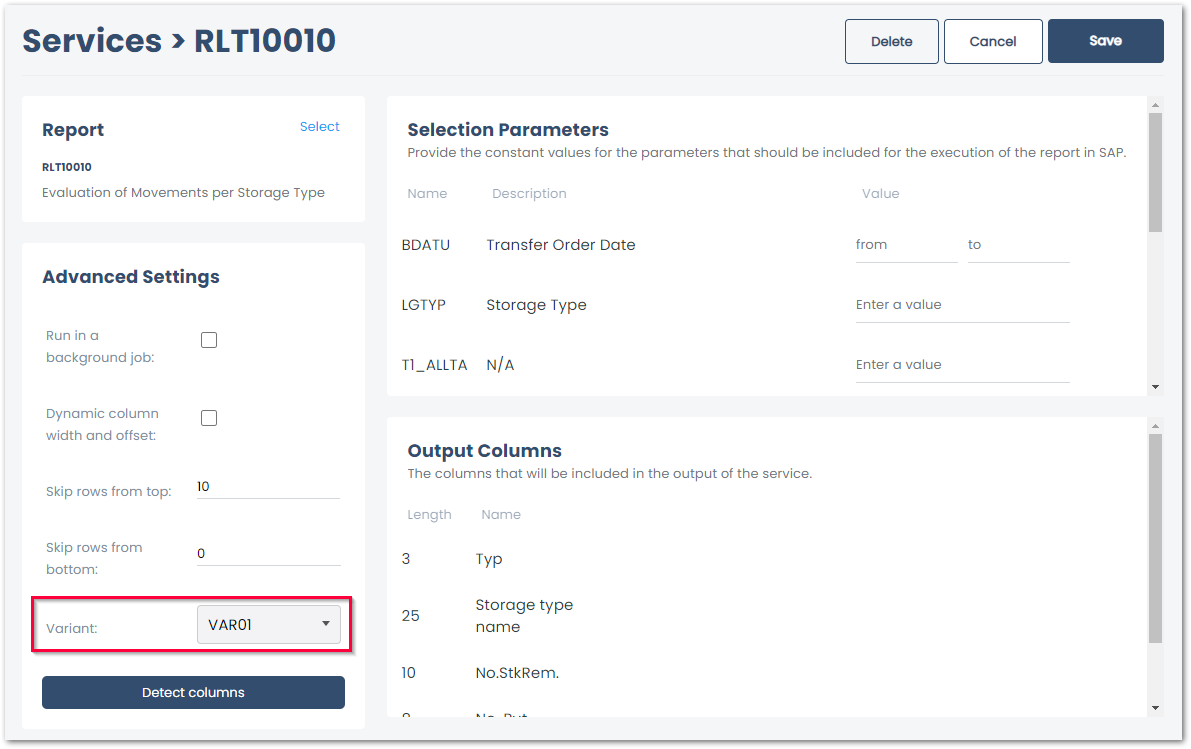 Services > RLT10010
Delete
Cancel
Save
Report
Select
RLT10010
Evaluation of Movements per Storage Type
Advanced Settings
Run in a
background job:
Dynamic column
width and offset:
Skip rows from top:
10
Skip rows from
bottom:
0
Variant:
VAR01
Detect columns
Selection Parameters
Provide the constant values for the parameters that should be included for the execution of the report in SAP.
Name Description Value
BDATU Transfer Order Date from to
LGTYP Storage Type Enter a value
T1_ALLTA N/A Enter a value
Output Columns
The columns that will be included in the output of the service.
Length Name
3 Typ
25 Storage type
name
10 No.StkRem.